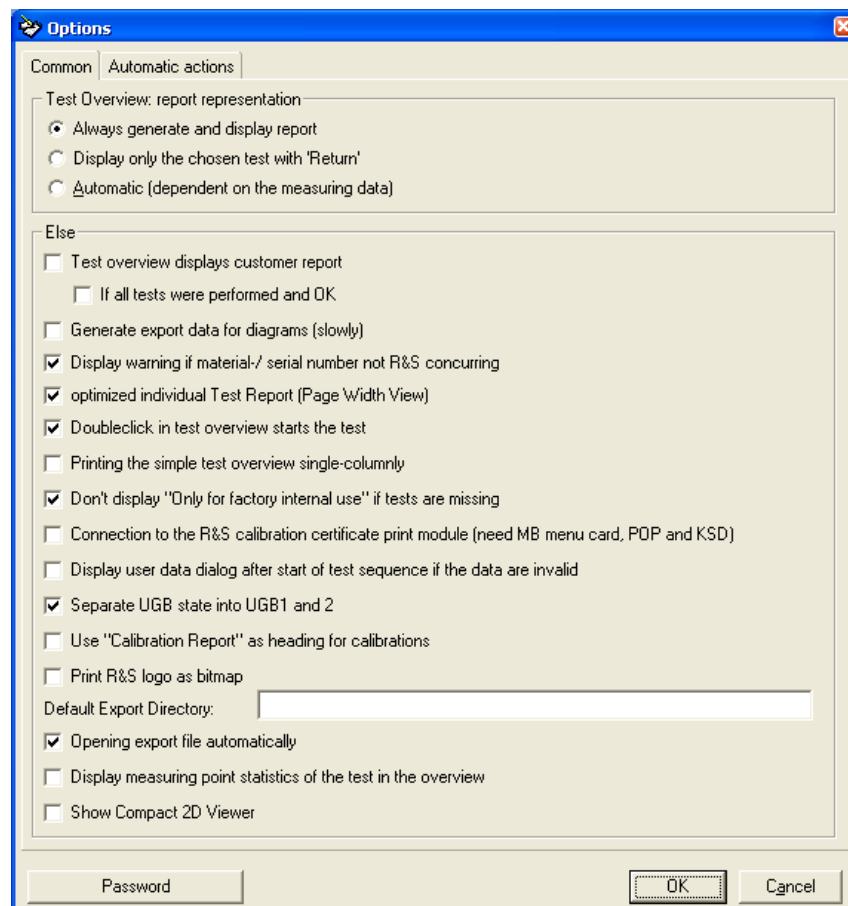 Options
Common Automatic actions
Test Overview: report representation
Always generate and display report
Display only the chosen test with 'Return'
Automatic (dependent on the measuring data)
Else
Test overview displays customer report
If all tests were performed and OK
Generate export data for diagrams (slowly)
Display warning if material-/ serial number not R&S concurring
optimized individual Test Report (Page Width View)
Doubleclick in test overview starts the test
Printing the simple test overview single-columnly
Don't display "Only for factory internal use" if tests are missing
Connection to the R&S calibration certificate print module (need MB menu card, POP and KSD)
Display user data dialog after start of test sequence if the data are invalid
Separate UGB state into UGB1 and 2
Use "Calibration Report" as heading for calibrations
Print R&S logo as bitmap
Default Export Directory:
Opening export file automatically
Display measuring point statistics of the test in the overview
Show Compact 2D Viewer
Password OK Cancel